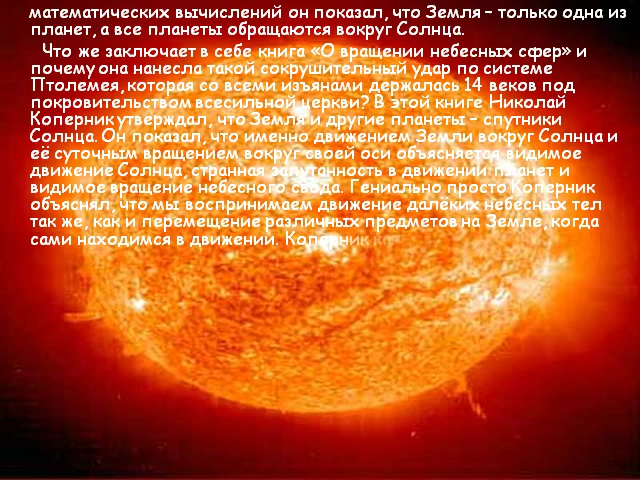 математических вычислений он показал, что Земля – только одна из
планет, а все планеты обращаются вокруг Солнца.
Что же заключает в себе книга «О вращении небесных сфер» и
почему она нанесла такой сокрушительный удар по системе
Птолемея, которая со всеми изъянами держалась 14 веков под
покровительством всесильной церкви? В этой книге Николай
Коперник утверждал, что Земля и другие планеты – спутники
Солнца. Он показал, что именно движением Земли вокруг Солнца и
её суточным вращением вокруг своей оси объясняется видимое
движение Солнца, странная запутанность в движении планет и
видимое вращение небесного свода. Гениально просто Коперник
объяснял, что мы воспринимаем движение далёких небесных тел
так же, как и перемещение различных предметов на Земле, когда
сами находимся в движении. Коперник